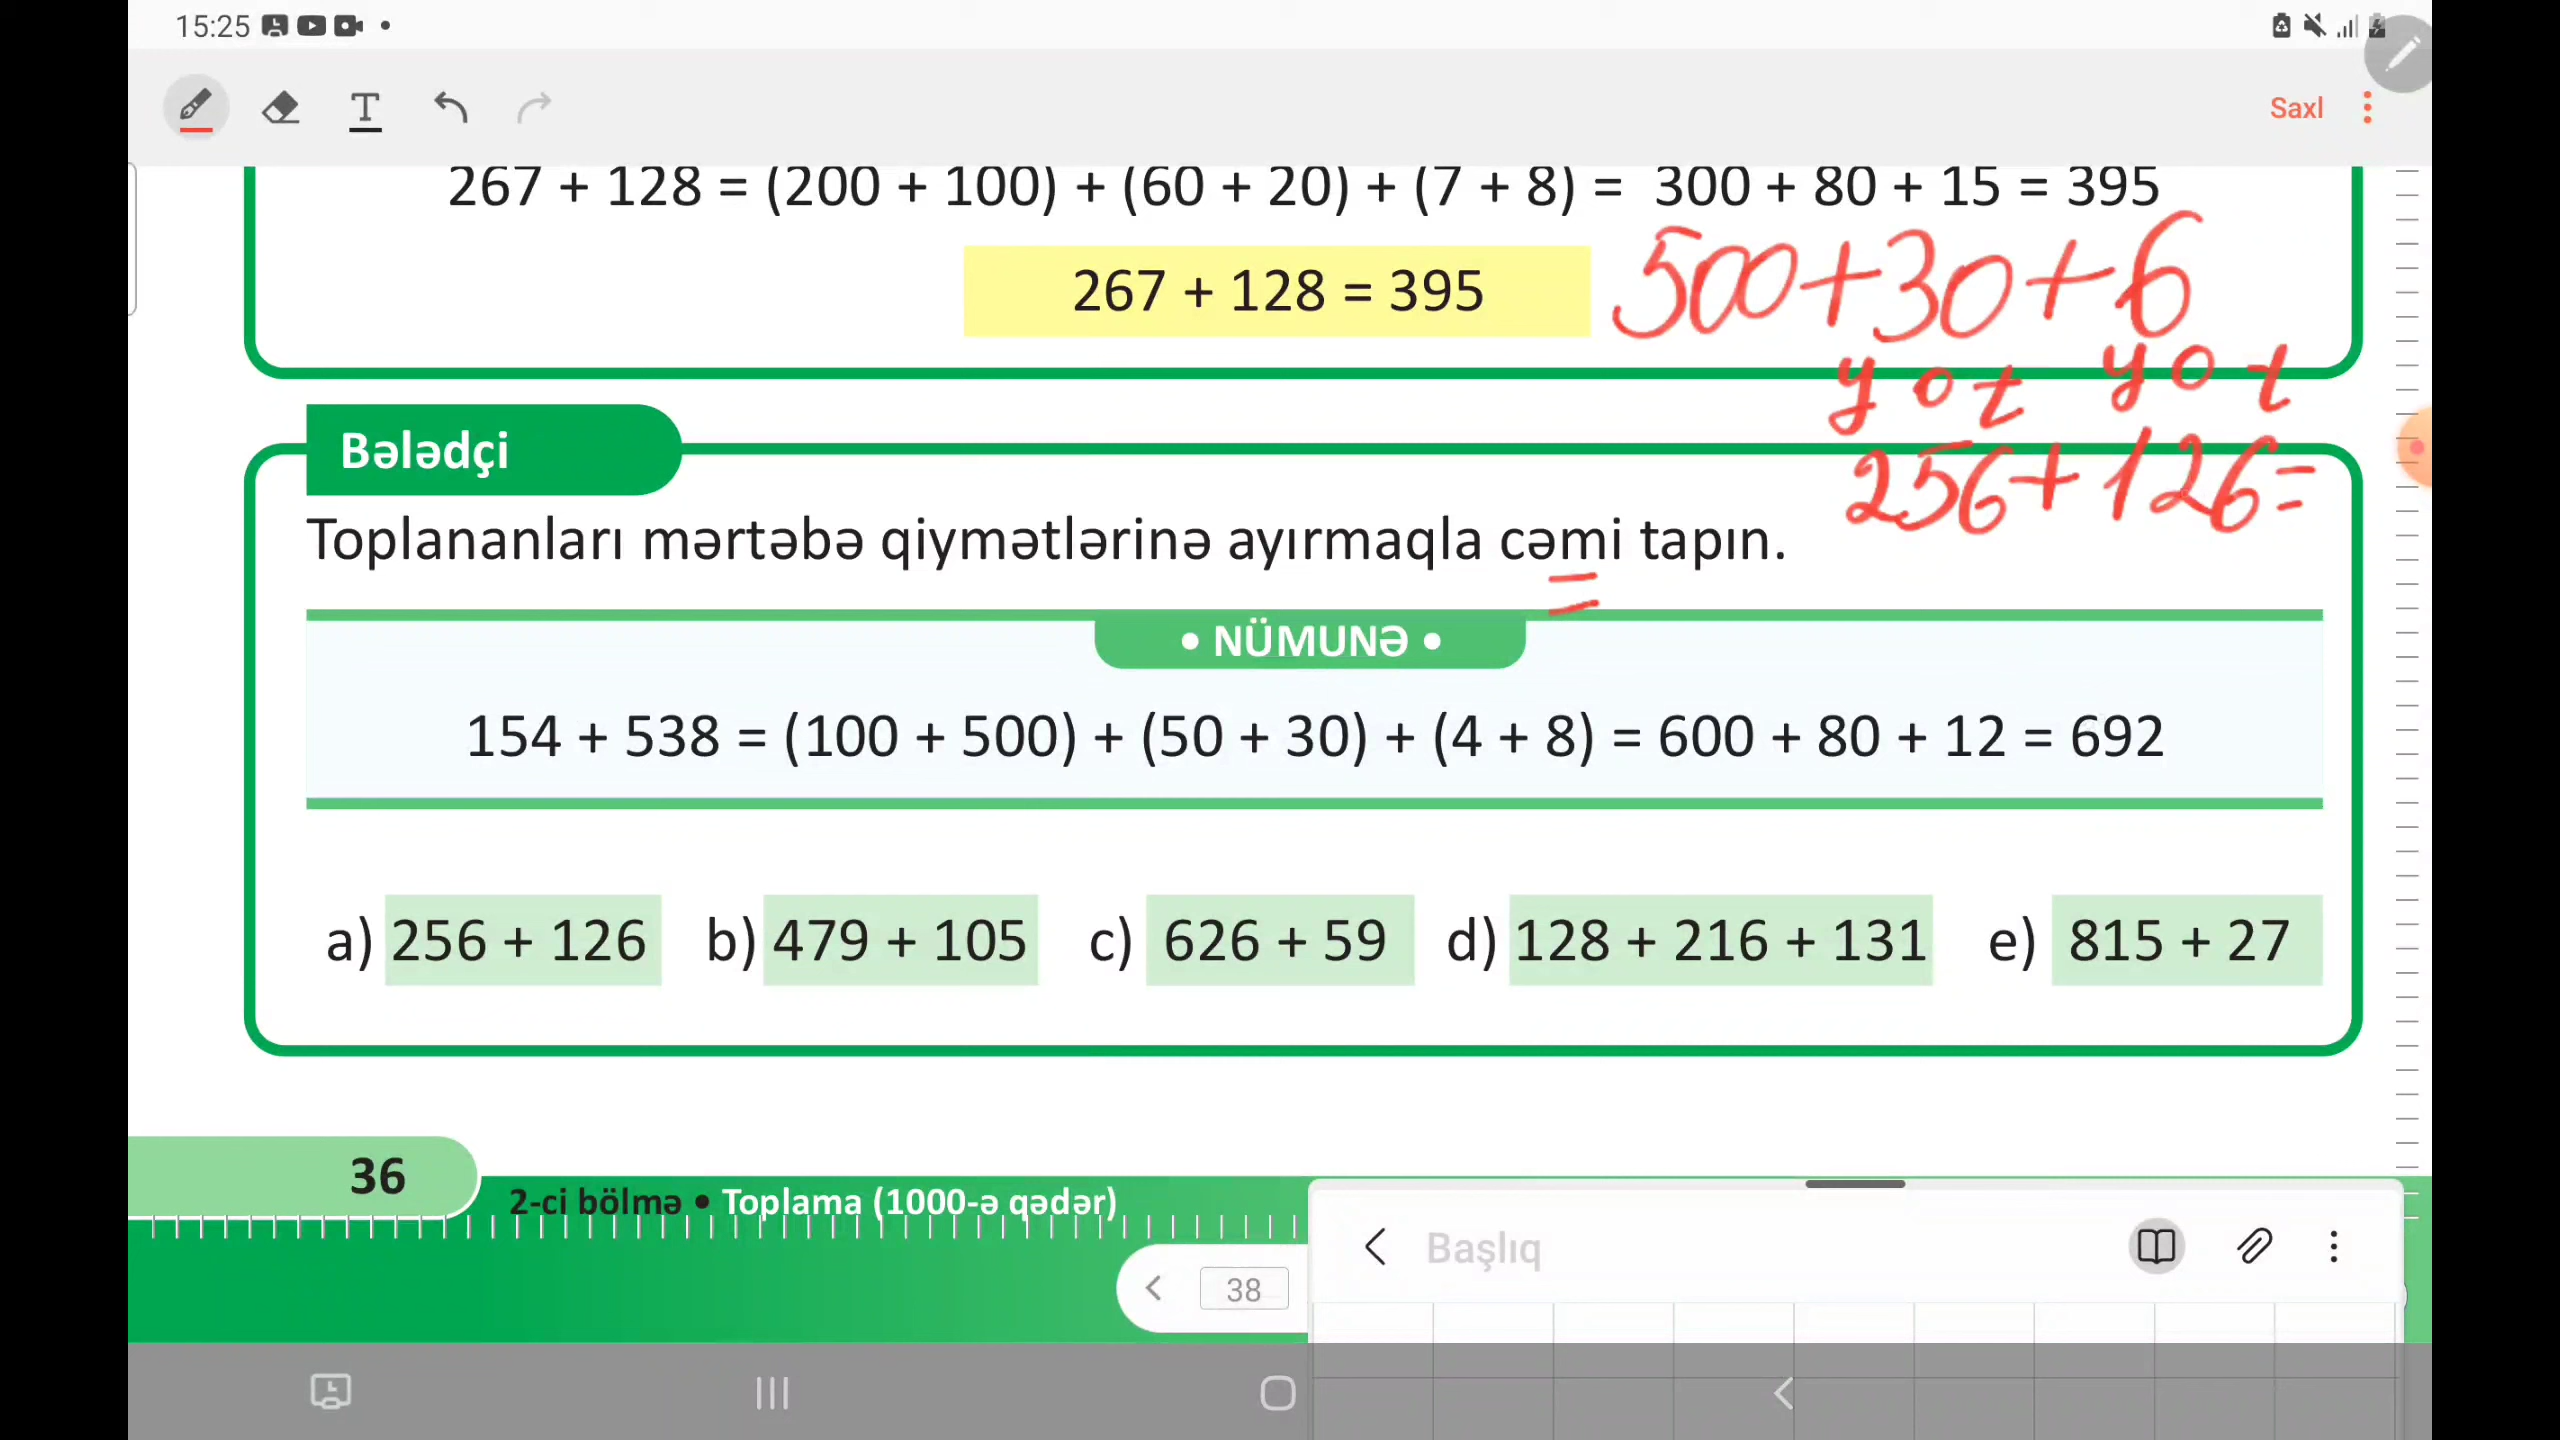 15:25
Saxl
267 + 128 = (200 + 100) + (60 + 20) + (7 + 8) = 300 + 80 + 15 = 395
267 + 128 = 395
500+30+6
y o t y o t
256+126=
Bələdçi
Toplananları mərtəbə qiymətlərinə ayırmaqla cəmi tapın.
=
• NÜMUNƏ •
154 + 538 = (100 + 500) + (50 + 30) + (4 + 8) = 600 + 80 + 12 = 692
a) 256 + 126 b) 479 + 105 c) 626 + 59 d) 128 + 216 + 131 e) 815 + 27
36
2-ci bölmə • Toplama (1000-ə qədər)
Başlıq
38